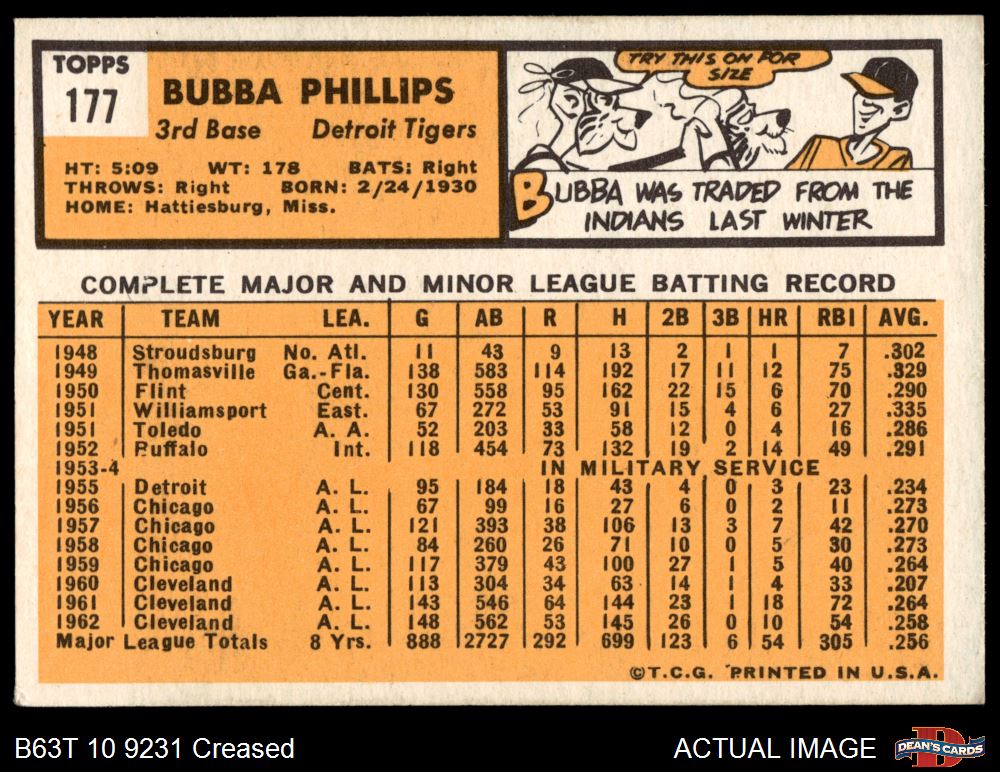 TOPPS
177
BUBBA PHILLIPS
3rd Base Detroit Tigers
HT: 5:09 WT: 178 BATS: Right
THROWS: Right BORN: 2/24/1930
HOME: Hattiesburg, Miss.
TRY THIS ON FOR
SIZE
BUBBA WAS TRADED FROM THE
INDIANS LAST WINTER
COMPLETE MAJOR AND MINOR LEAGUE BATTING RECORD
YEAR TEAM LEA. G AB R H 2B 3B HR RBI AVG.
1948 Stroudsburg No. Atl. 11 43 9 13 2 1 1 7 .302
1949 Thomasville Ga.-Fla. 138 583 114 192 17 11 12 75 .329
1950 Flint Cent. 130 558 95 162 22 15 6 70 .290
1951 Williamsport East. 67 272 53 91 15 4 6 27 .335
1951 Toledo A. A. 52 203 33 58 12 0 4 16 .286
1952 Buffalo Int. 118 454 73 132 19 2 14 49 .291
1953-4 IN MILITARY SERVICE
1955 Detroit A. L. 95 184 18 43 4 0 3 23 .234
1956 Chicago A. L. 67 99 16 27 6 0 2 11 .273
1957 Chicago A. L. 121 393 38 106 13 3 7 42 .270
1958 Chicago A. L. 84 260 26 71 10 0 5 30 .273
1959 Chicago A. L. 117 379 43 100 27 1 5 40 .264
1960 Cleveland A. L. 113 304 34 63 14 1 4 33 .207
1961 Cleveland A. L. 143 546 64 144 23 1 18 72 .264
1962 Cleveland A. L. 148 562 53 145 26 0 10 54 .258
Major League Totals 8 Yrs. 888 2727 292 699 123 6 54 305 .256
©T.C.G. PRINTED IN U.S.A.
B63T 10 9231 Creased ACTUAL IMAGE DEAN'S CARDS